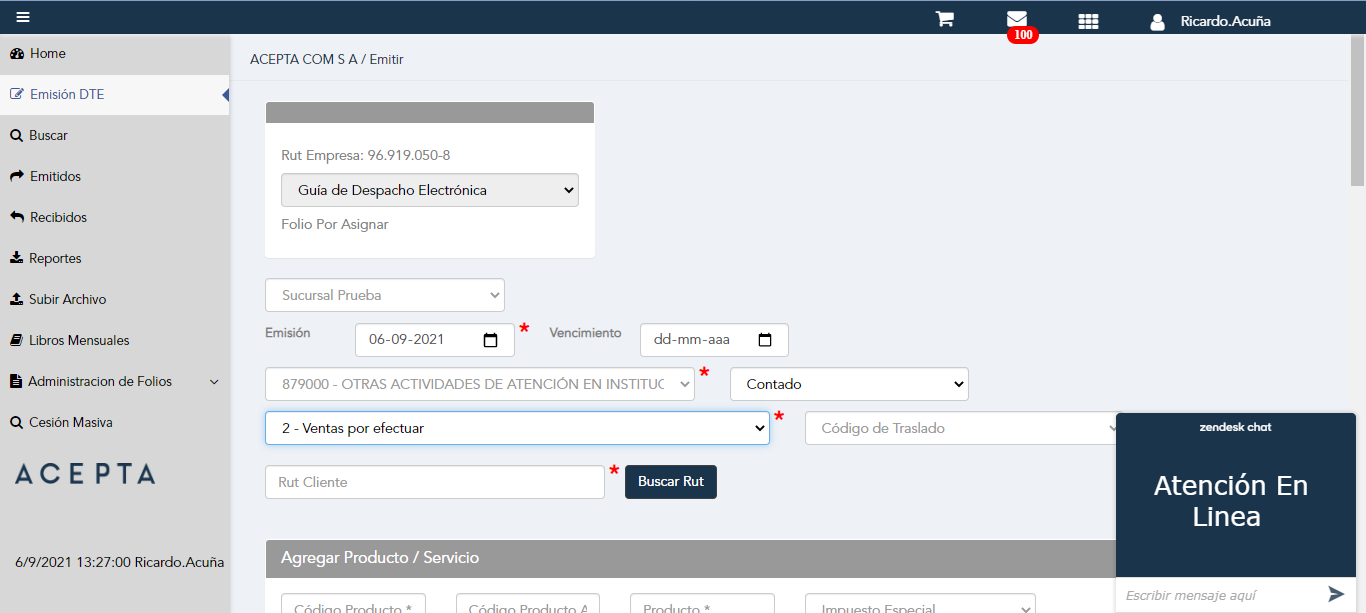 100
Ricardo.Acuña
Home
Emisión DTE
Buscar
Emitidos
Recibidos
Reportes
Subir Archivo
Libros Mensuales
Administracion de Folios
Cesión Masiva
ACEPTA
6/9/2021 13:27:00 Ricardo.Acuña
ACEPTA COM S A / Emitir
Rut Empresa: 96.919.050-8
Guía de Despacho Electrónica
Folio Por Asignar
Sucursal Prueba
Emisión 06-09-2021 * Vencimiento dd-mm-aaa
879000 - OTRAS ACTIVIDADES DE ATENCIÓN EN INSTITUC * Contado
2 - Ventas por efectuar * Código de Traslado
Rut Cliente * Buscar Rut
Agregar Producto / Servicio
Código Producto * Código Producto A Producto * Impuesto Especial
zendesk chat
Atención En
Linea
Escribir mensaje aquí